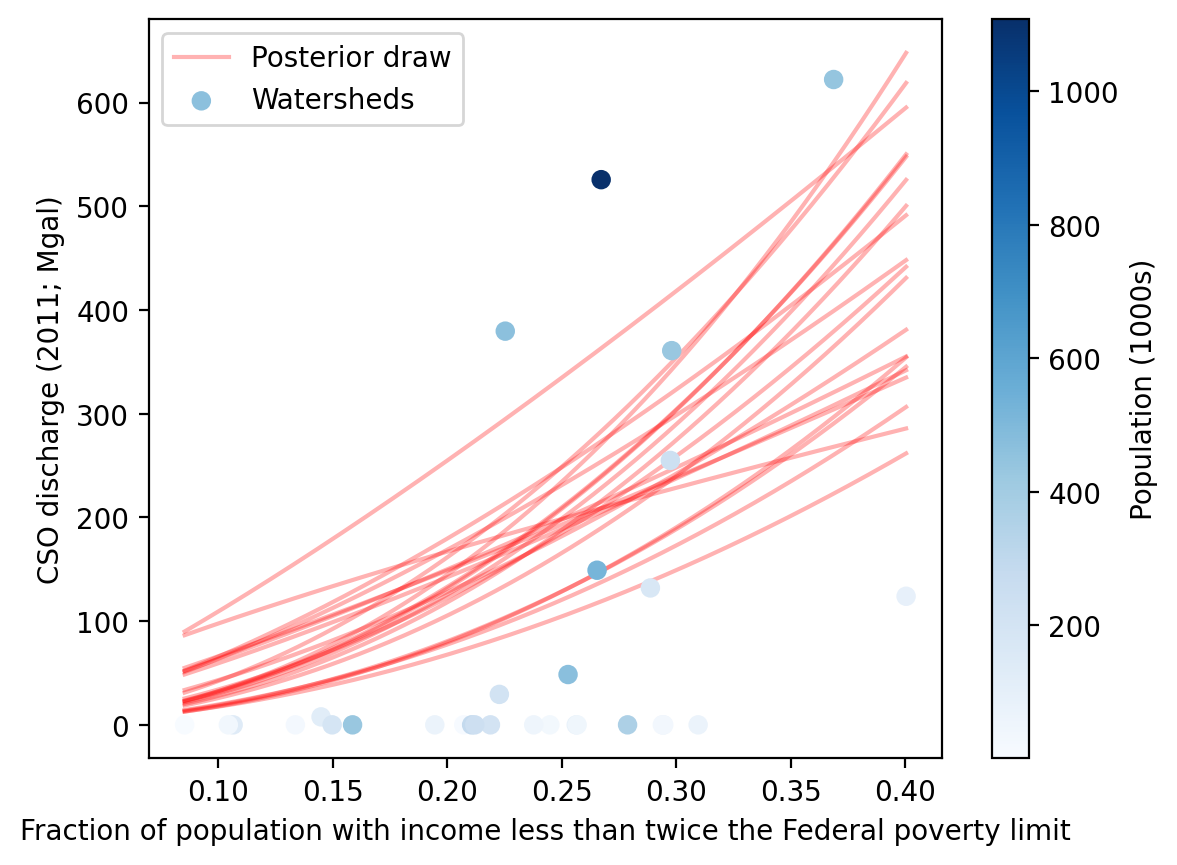 Posterior draw
Watersheds
CSO discharge (2011; Mgal)
600
500
400
300
200
100
0
0.10 0.15 0.20 0.25 0.30 0.35 0.40
Fraction of population with income less than twice the Federal poverty limit
1000
800
600
400
200
Population (1000s)